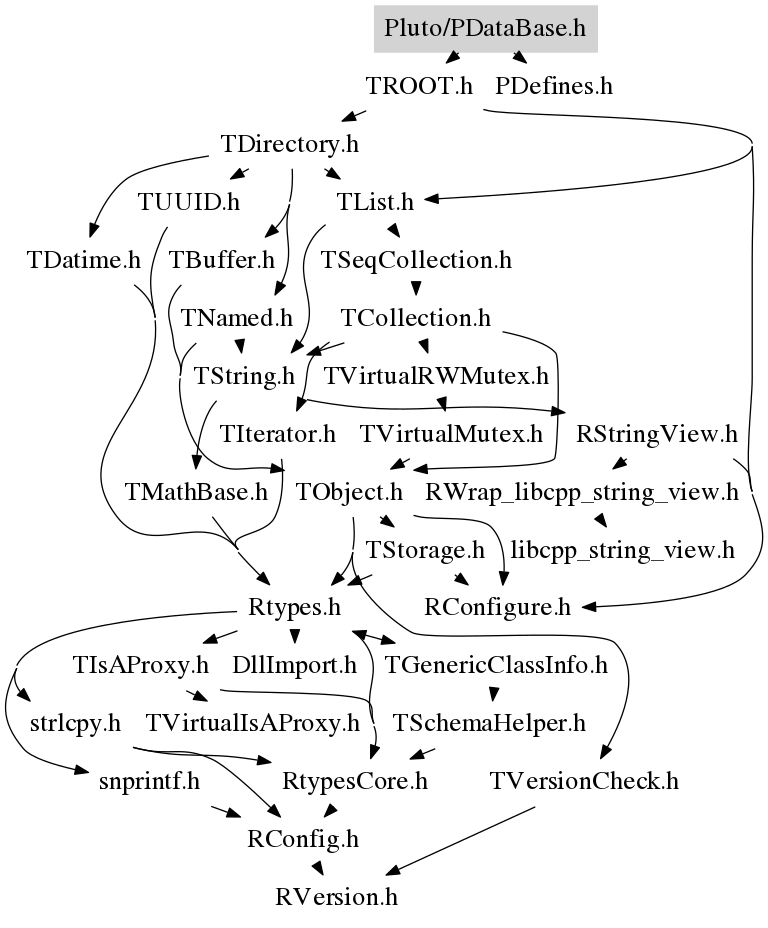 Pluto/PDataBase.h
TROOT.h PDefines.h
TDirectory.h
TUUID.h TList.h
TDatime.h TBuffer.h TSeqCollection.h
TNamed.h TCollection.h
TString.h TVirtualRWMutex.h
TIterator.h TVirtualMutex.h RStringView.h
TMathBase.h TObject.h RWrap_libcpp_string_view.h
TStorage.h libcpp_string_view.h
Rtypes.h RConfigure.h
TIsAProxy.h DllImport.h TGenericClassInfo.h
strlcpy.h TVirtualIsAProxy.h TSchemaHelper.h
snprintf.h RtypesCore.h TVersionCheck.h
RConfig.h
RVersion.h